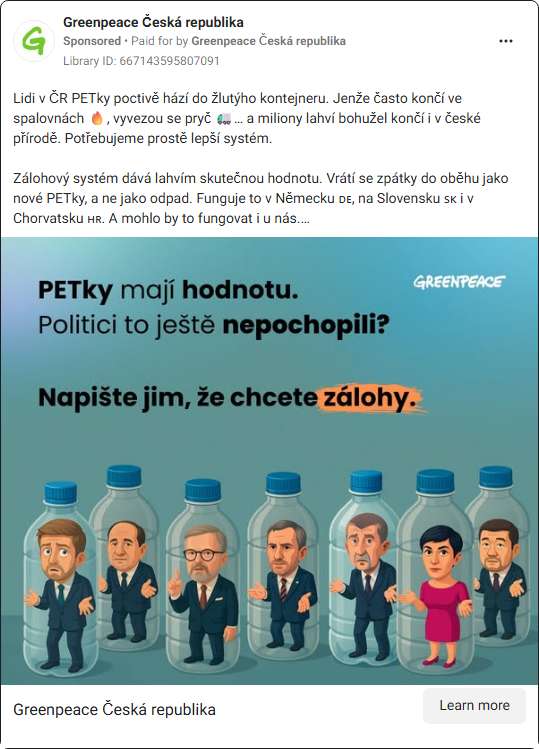 Greenpeace Česká republika
Sponsored • Paid for by Greenpeace Česká republika
Library ID: 667143595807091
Lidi v ČR PETky poctivě hází do žlutýho kontejneru. Jenže často končí ve
spalovnách 🔥, vyvezou se pryč 🚛 … a miliony lahví bohužel končí i v české
přírodě. Potřebujeme prostě lepší systém.
Zálohový systém dává lahvím skutečnou hodnotu. Vrátí se zpátky do oběhu jako
nové PETky, a ne jako odpad. Funguje to v Německu 🇩🇪, na Slovensku 🇸🇰 i v
Chorvatsku 🇭🇷. A mohlo by to fungovat i u nás.…
GREENPEACE
PETky mají hodnotu.
Politici to ještě nepochopili?
Napište jim, že chcete zálohy.
Greenpeace Česká republika
Learn more